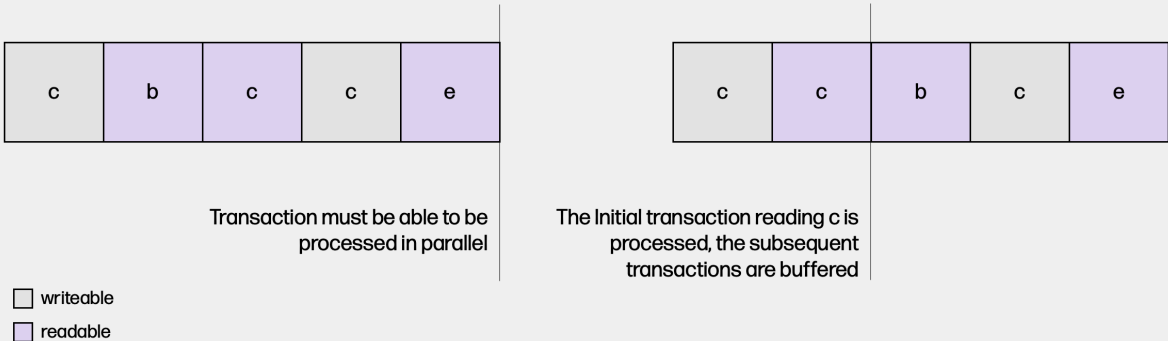 c b c c e
c c b c e
Transaction must be able to be
processed in parallel
The Initial transaction reading c is
processed, the subsequent
transactions are buffered
writeable
readable